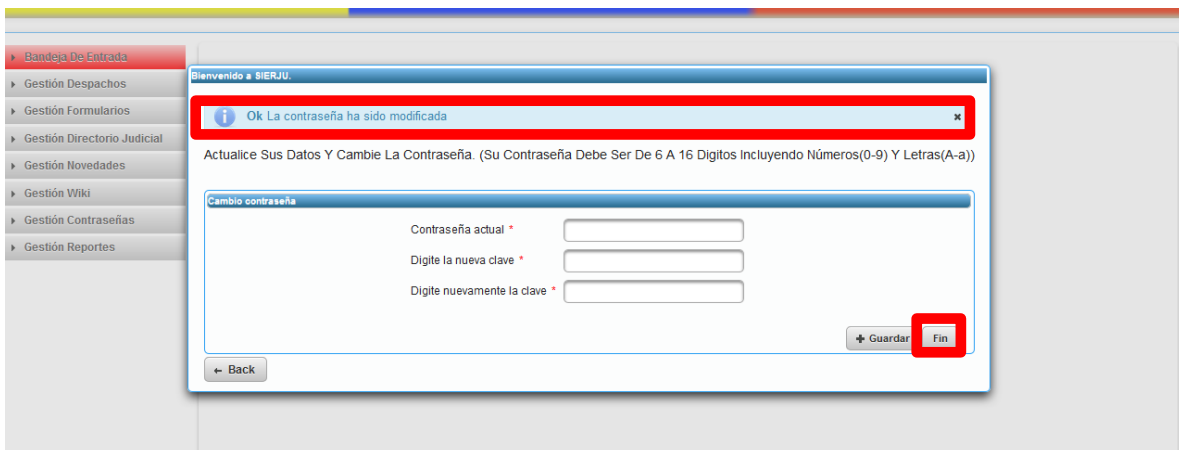 Bandeja De Entrada
Gestión Despachos
Gestión Formularios
Gestión Directorio Judicial
Gestión Novedades
Gestión Wiki
Gestión Contraseñas
Gestión Reportes
Bienvenido a SIERJU.
Ok La contraseña ha sido modificada
Actualice Sus Datos Y Cambie La Contraseña. (Su Contraseña Debe Ser De 6 A 16 Digitos Incluyendo Números(0-9) Y Letras(A-a))
Cambio contraseña
Contraseña actual *
Digite la nueva clave *
Digite nuevamente la clave *
Guardar Fin
← Back